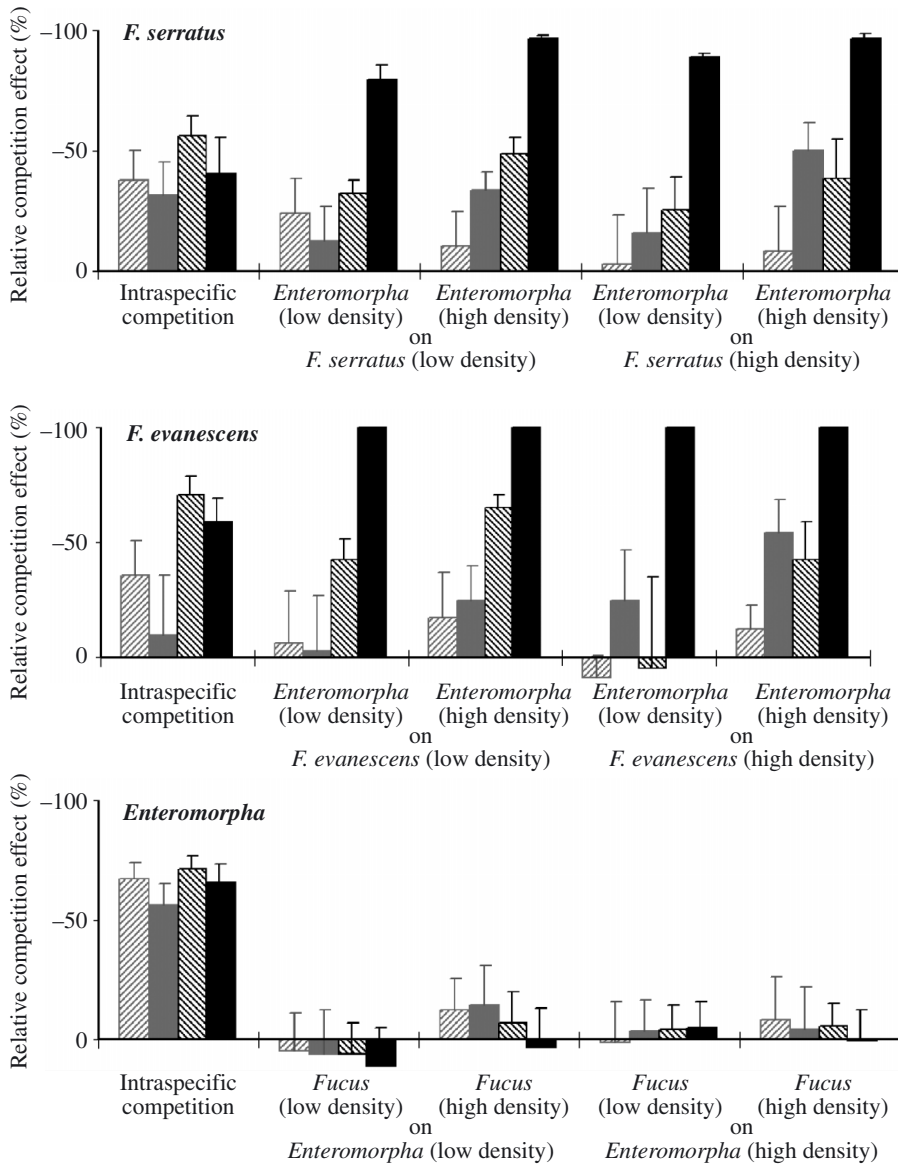 Relative competition effect (%)
F. serratus
–100
–50
0
Intraspecific competition
Enteromorpha (low density)
Enteromorpha (high density)
Enteromorpha (low density)
Enteromorpha (high density)
on
on
F. serratus (low density)
F. serratus (high density)
Relative competition effect (%)
F. evanescens
–100
–50
0
Intraspecific competition
Enteromorpha (low density)
Enteromorpha (high density)
Enteromorpha (low density)
Enteromorpha (high density)
on
on
F. evanescens (low density)
F. evanescens (high density)
Relative competition effect (%)
Enteromorpha
–100
–50
0
Intraspecific competition
Fucus (low density)
Fucus (high density)
Fucus (low density)
Fucus (high density)
on
on
Enteromorpha (low density)
Enteromorpha (high density)